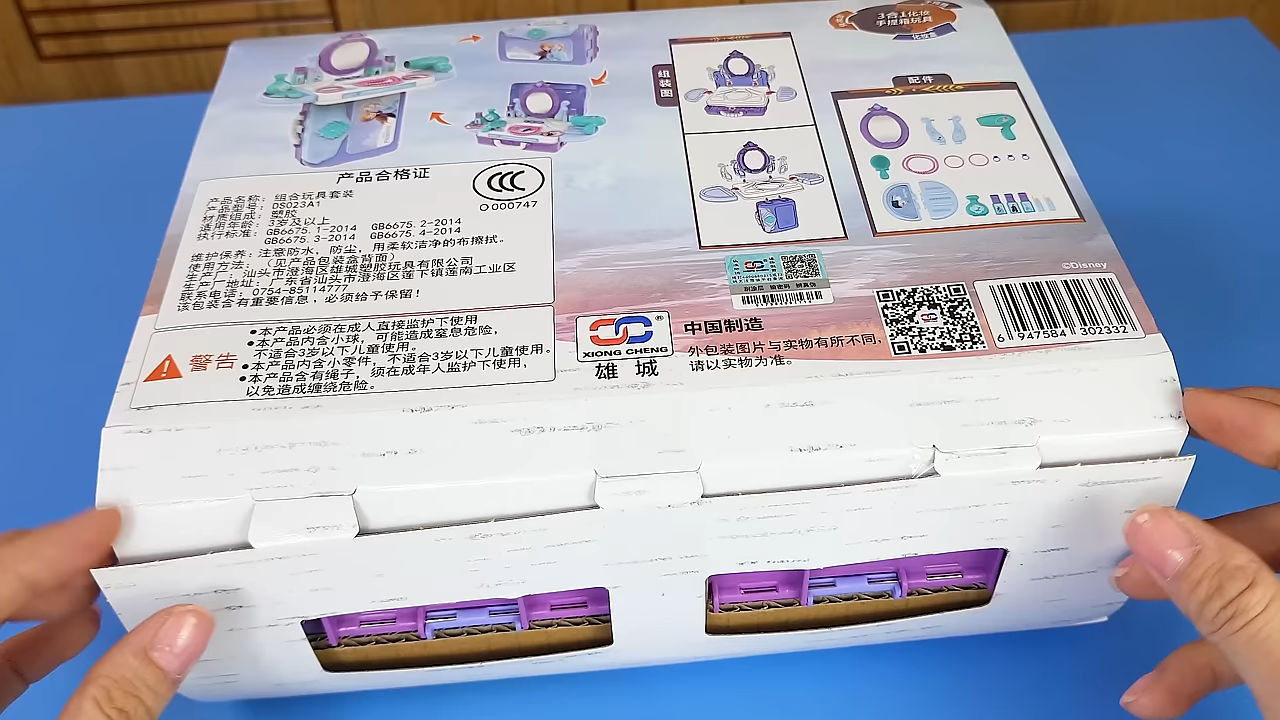 3合1化妆
手提箱玩具
化妆盒
组装图
配件
产品合格证
产品名称：组合玩具套装
DS023A1
塑胶
适用年龄：3岁及以上
执行标准：GB6675.1-2014 GB6675.2-2014
GB6675.3-2014 GB6675.4-2014
维护保养：注意防水，防尘，用柔软洁净的布擦拭。
使用方法：（见产品包装盒背面）
生产厂：汕头市澄海区雄城塑胶玩具有限公司
生产厂地址：广东省汕头市澄海区莲下镇莲南工业区
联系电话：0754-85114777
该包装含有重要信息，必须给予保留！
CCC
O000747
警告
●本产品必须在成人直接监护下使用
●本产品内含小球，可能造成窒息危险，
不适合3岁以下儿童使用。
●本产品内含小零件，不适合3岁以下儿童使用。
●本产品含有绳子，须在成年人监护下使用，
以免造成缠绕危险。
®
XIONG CHENG
雄城
中国制造
外包装图片与实物有所不同，
请以实物为准。
©Disney
6 947584 302332